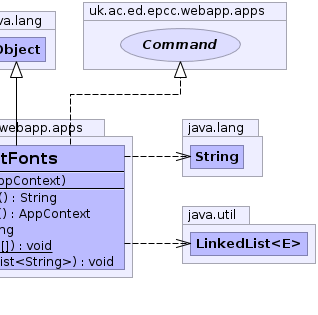 va.lang
Object
uk.ac.ed.epcc.webapp.apps
Command
webapp.apps
tFonts
ppContext)
() : String
() : AppContext
ng
[]) : void
ist<String>) : void
java.lang
String
java.util
LinkedList<E>